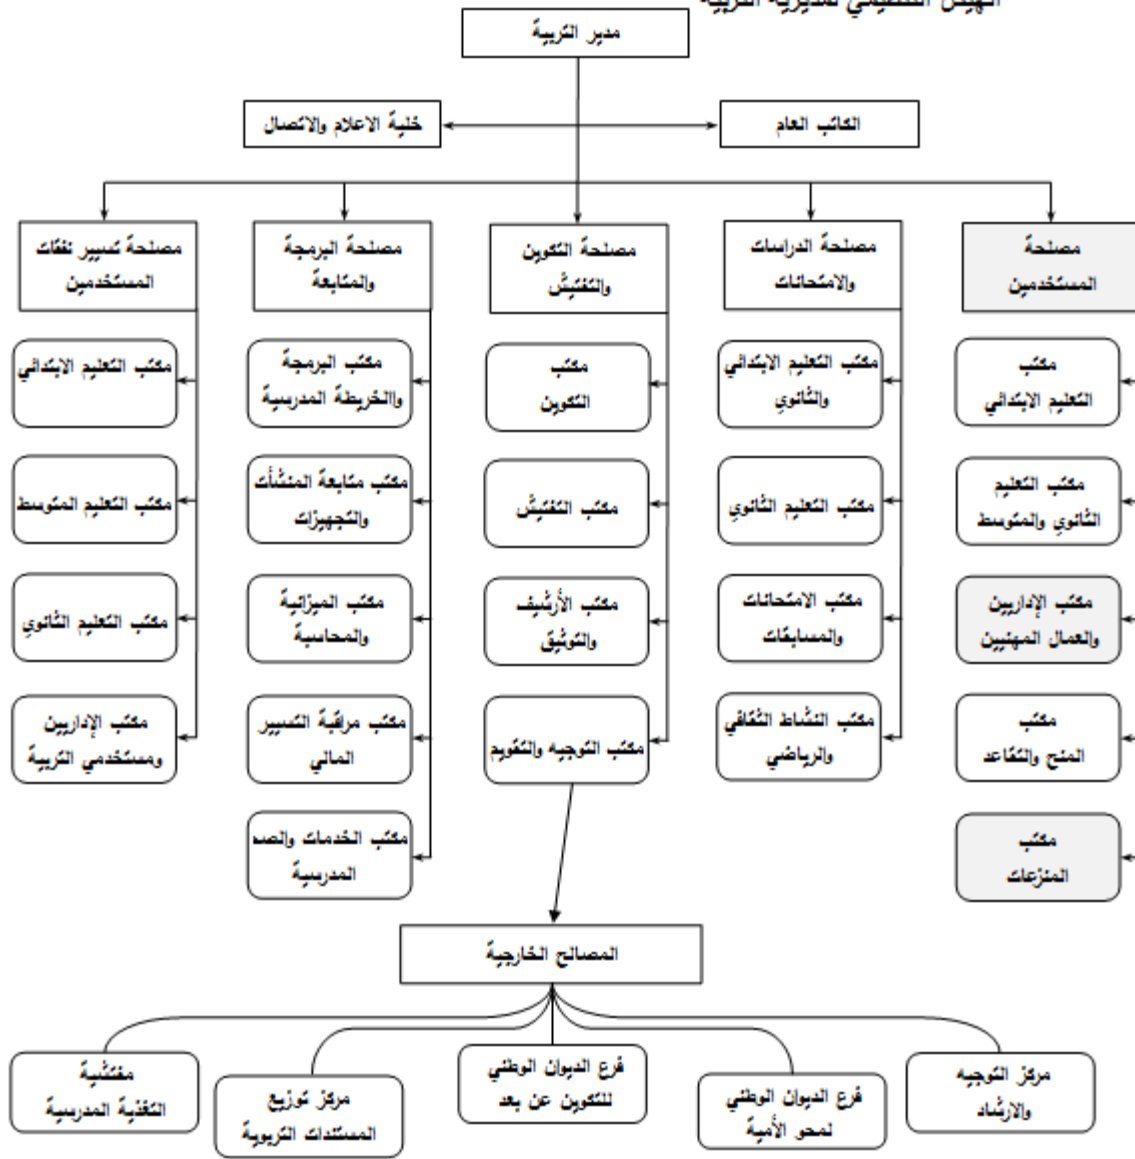 الهيكل التنظيمي لمديرية التربية
مدير التربية
الكاتب العام
خلية الاعلام والاتصال
مصلحة
المستخدمين
مصلحة الدراسات
والامتحانات
مصلحة التكوين
والتفتيش
مصلحة البرمجة
والمتابعة
مصلحة تسيير نفقات
المستخدمين
مكتب
التعليم الابتدائي
مكتب التعليم
الثانوي والمتوسط
مكتب الإداريين
والعمال المهنيين
مكتب
المنح والتقاعد
مكتب
المنزعات
مكتب التعليم الابتدائي
والثانوي
مكتب التعليم الثانوي
مكتب الامتحانات
والمسابقات
مكتب النشاط الثقافي
والرياضي
مكتب
التكوين
مكتب التفتيش
مكتب الأرشيف
والتوثيق
مكتب التوجيه والتقويم
مكتب البرمجة
والخريطة المدرسية
مكتب متابعة المنشأت
والتجهيزات
مكتب الميزانية
والمحاسبة
مكتب مراقبة التسيير
المالي
مكتب الخدمات والصح
المدرسية
مكتب التعليم الابتدائي
مكتب التعليم المتوسط
مكتب التعليم الثانوي
مكتب الإداريين
ومستخدمي التربية
المصالح الخارجية
مركز التوجيه
والارشاد
فرع الديوان الوطني
لمحو الأمية
فرع الديوان الوطني
للتكوين عن بعد
مركز توزيع
المستندات التربوية
مفتشية
التغذية المدرسية